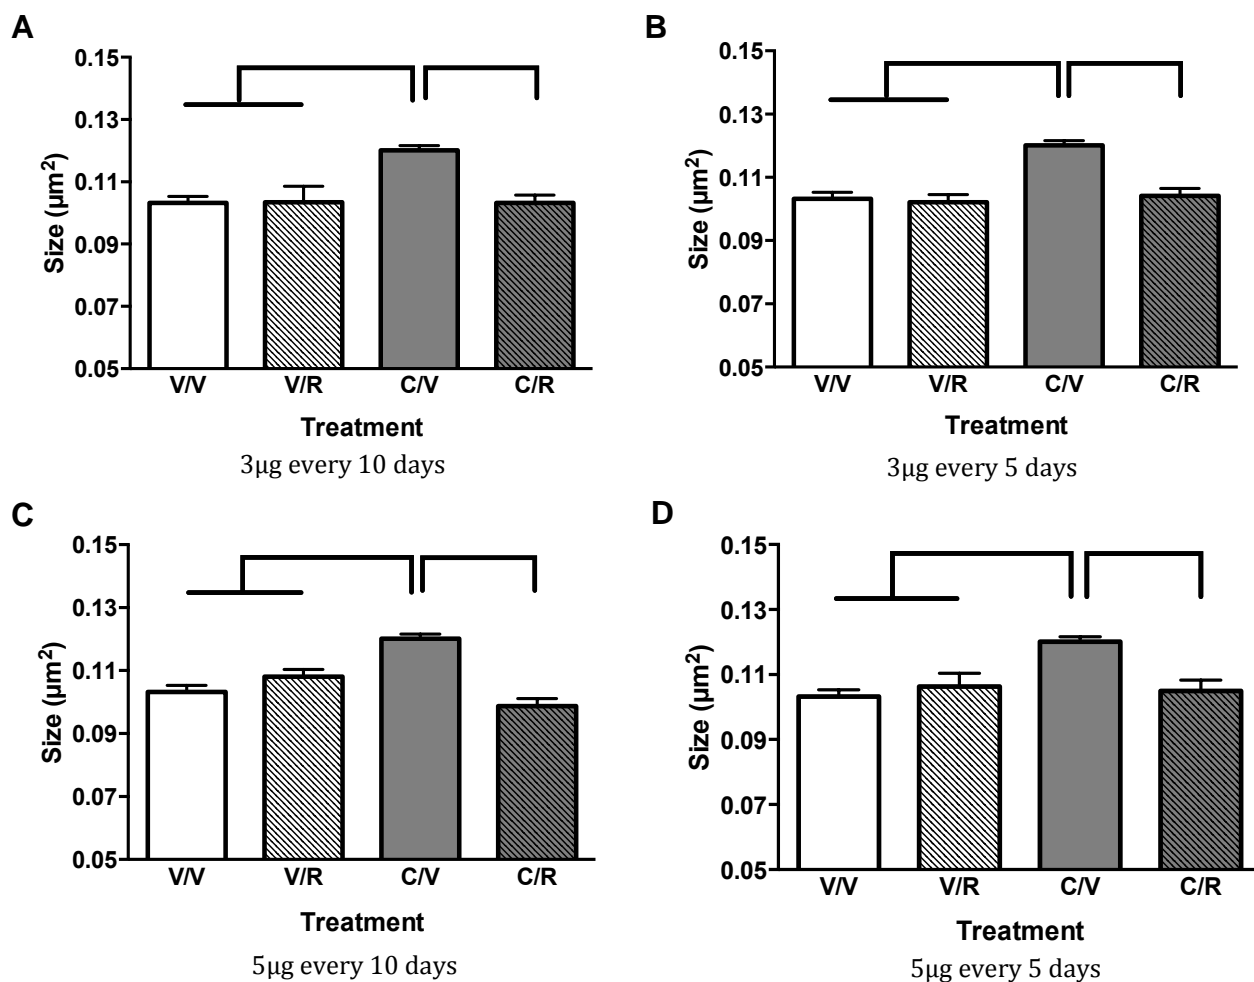 A
0.15
0.13
0.11
0.09
0.07
0.05
Size (µm²)
V/V V/R C/V C/R
Treatment
3µg every 10 days
B
0.15
0.13
0.11
0.09
0.07
0.05
Size (µm²)
V/V V/R C/V C/R
Treatment
3µg every 5 days
C
0.15
0.13
0.11
0.09
0.07
0.05
Size (µm²)
V/V V/R C/V C/R
Treatment
5µg every 10 days
D
0.15
0.13
0.11
0.09
0.07
0.05
Size (µm²)
V/V V/R C/V C/R
Treatment
5µg every 5 days